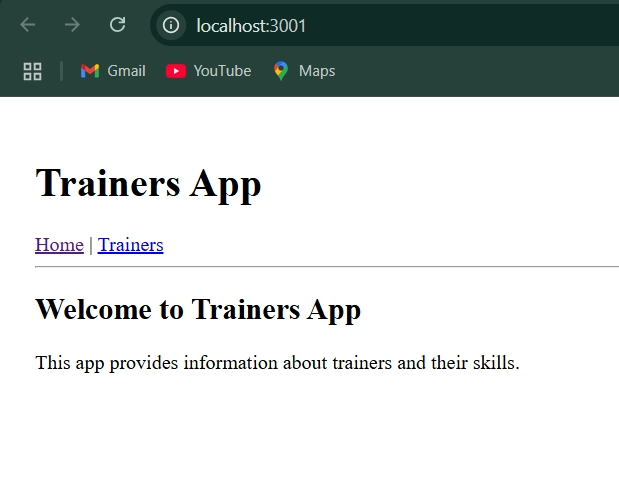 localhost:3001
Gmail YouTube Maps
Trainers App
Home | Trainers
Welcome to Trainers App
This app provides information about trainers and their skills.